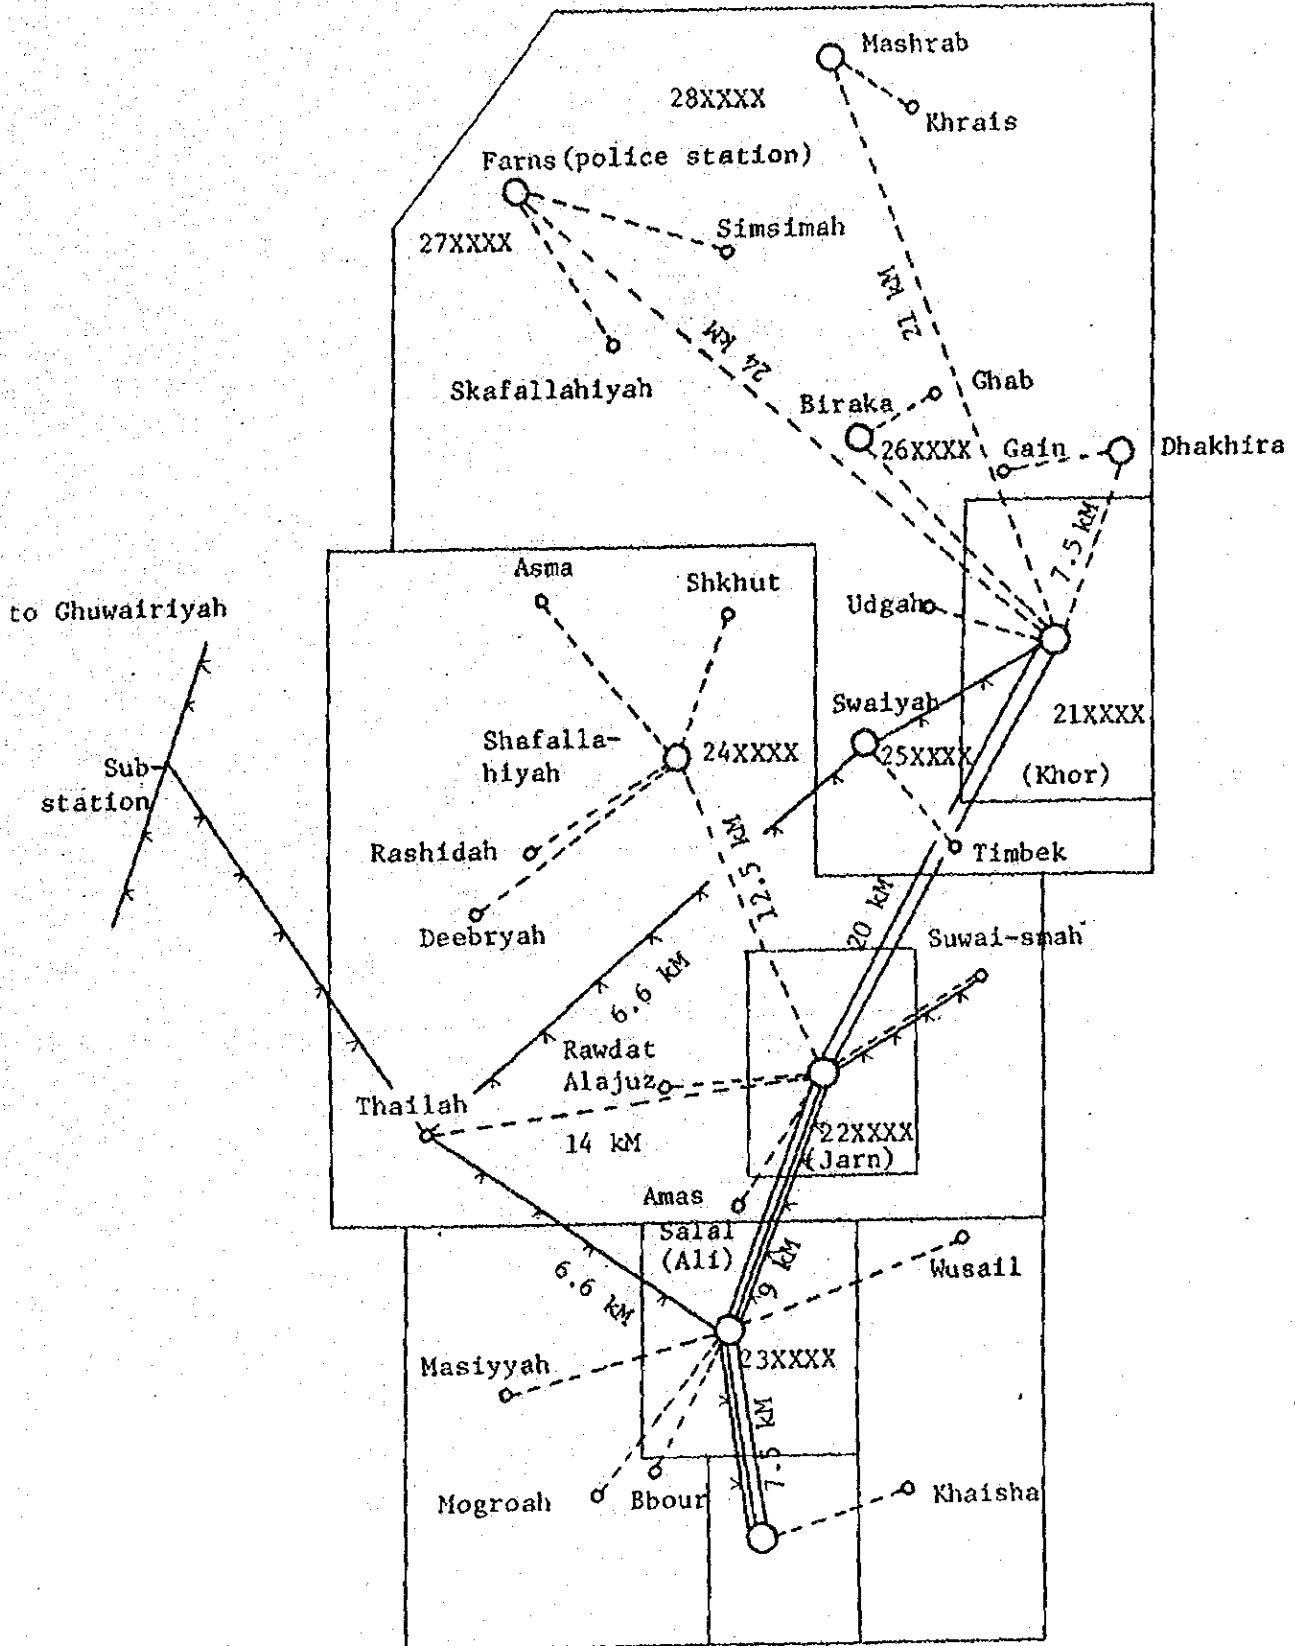 Mashrab
28XXXX
Khrais
Farns(police station)
Simsimah
27XXXX
21 kM
24 kM
Skafallahiyah
Ghab
Biraka
26XXXX
Gain
Dhakhira
7.5 kM
Asma
Shkhut
to Ghuwairiyah
Udgah
Swaiyah
21XXXX
Shafalla-
hiyah
24XXXX
25XXXX
(Khor)
Sub-
station
12.5 kM
Rashidah
Timbek
Deebryah
20 kM
Suwai-smah
6.6 kM
Rawdat
Alajuz
Thailah
22XXXX
(Jarn)
14 kM
Amas
Salal
(Ali)
9 kM
Wusail
6.6 kM
Masiyyah
23XXXX
7.5 kM
Mogroah
Bbour
Khaisha